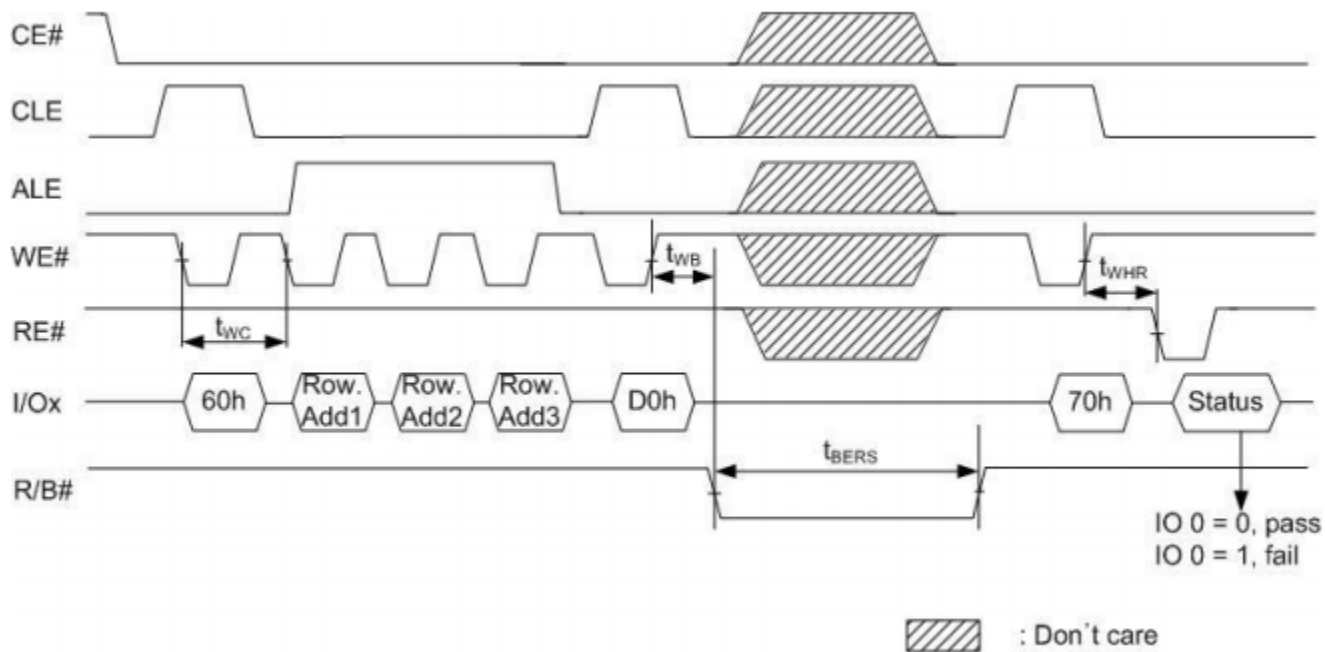 CE#
CLE
ALE
WE#
tWB
tWHR
RE#
tWC
I/Ox
60h
Row.
Add1
Row.
Add2
Row.
Add3
D0h
70h
Status
tBERS
R/B#
IO 0 = 0, pass
IO 0 = 1, fail
: Don`t care